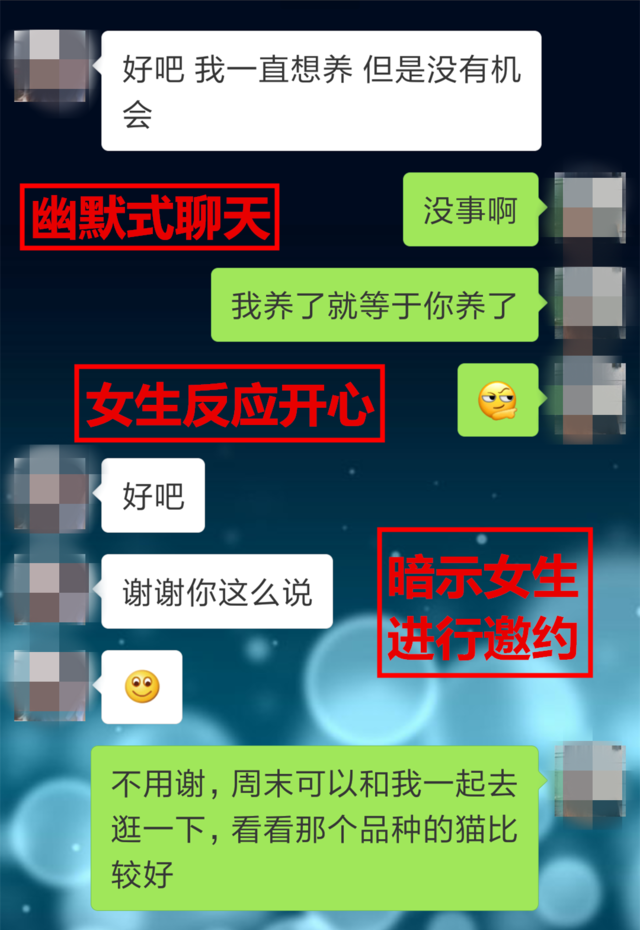 好吧 我一直想养 但是没有机
会
没事啊
幽默式聊天
我养了就等于你养了
女生反应开心
好吧
谢谢你这么说
暗示女生
进行邀约
不用谢，周末可以和我一起去
逛一下，看看那个品种的猫比
较好